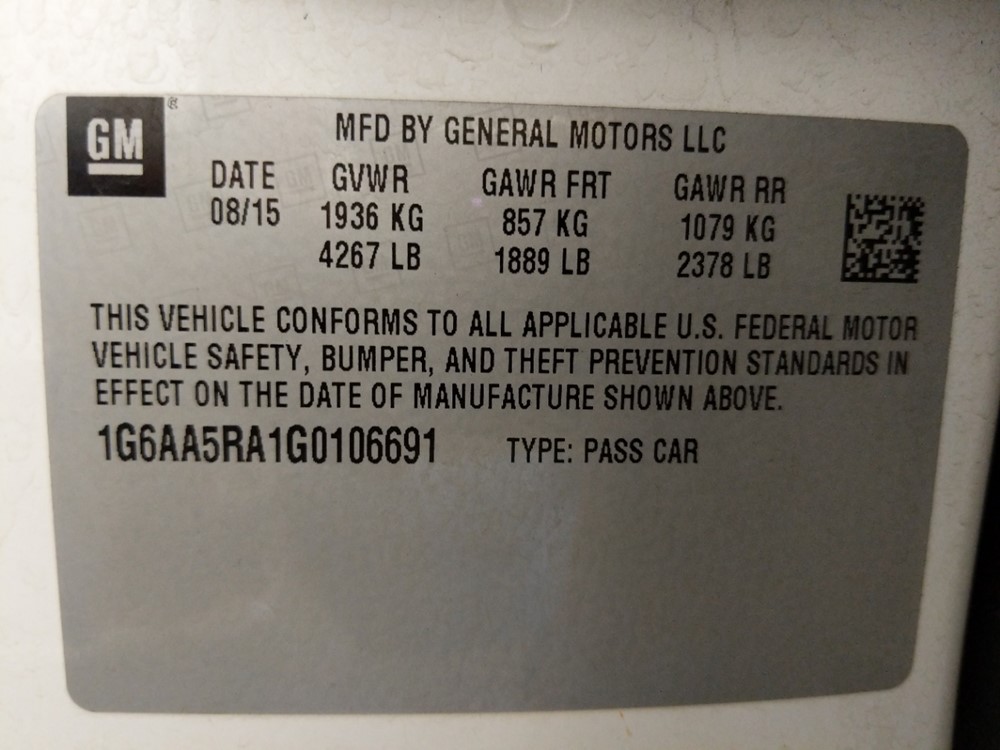 GM ®
MFD BY GENERAL MOTORS LLC
DATE GVWR GAWR FRT GAWR RR
08/15 1936 KG 857 KG 1079 KG
4267 LB 1889 LB 2378 LB
THIS VEHICLE CONFORMS TO ALL APPLICABLE U.S. FEDERAL MOTOR
VEHICLE SAFETY, BUMPER, AND THEFT PREVENTION STANDARDS IN
EFFECT ON THE DATE OF MANUFACTURE SHOWN ABOVE.
1G6AA5RA1G0106691 TYPE: PASS CAR